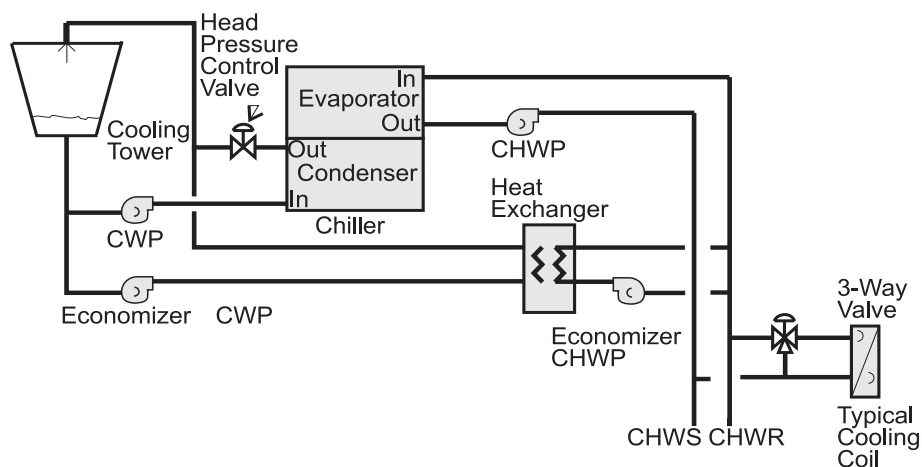 Head
Pressure
Control
Valve
In
Evaporator
Out
CHWP
Cooling
Tower
Out
Condenser
In
Chiller
Heat
Exchanger
CWP
Economizer CWP
Economizer
CHWP
3-Way
Valve
CHWS CHWR
Typical
Cooling
Coil